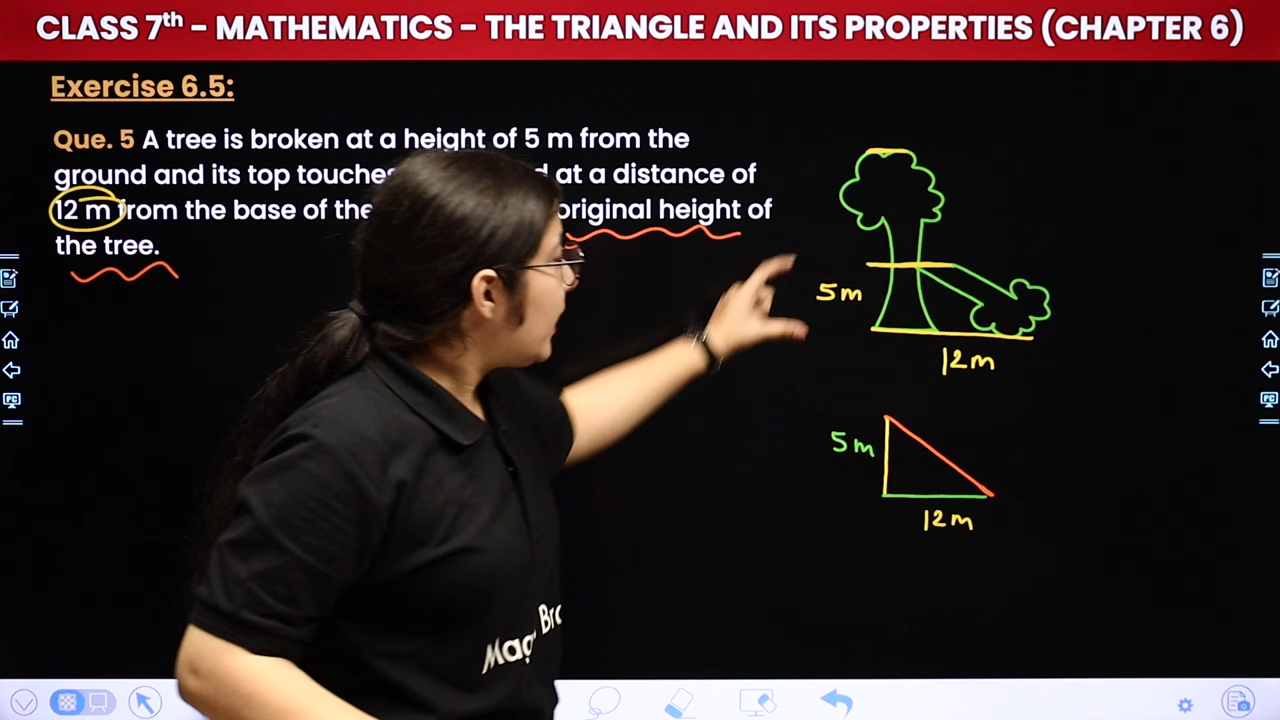 CLASS 7th - MATHEMATICS - THE TRIANGLE AND ITS PROPERTIES (CHAPTER 6)
Exercise 6.5:
Que. 5 A tree is broken at a height of 5 m from the
ground and its top touches at a distance of
12 m from the base of the original height of
the tree.
5m
12m
5m
12m